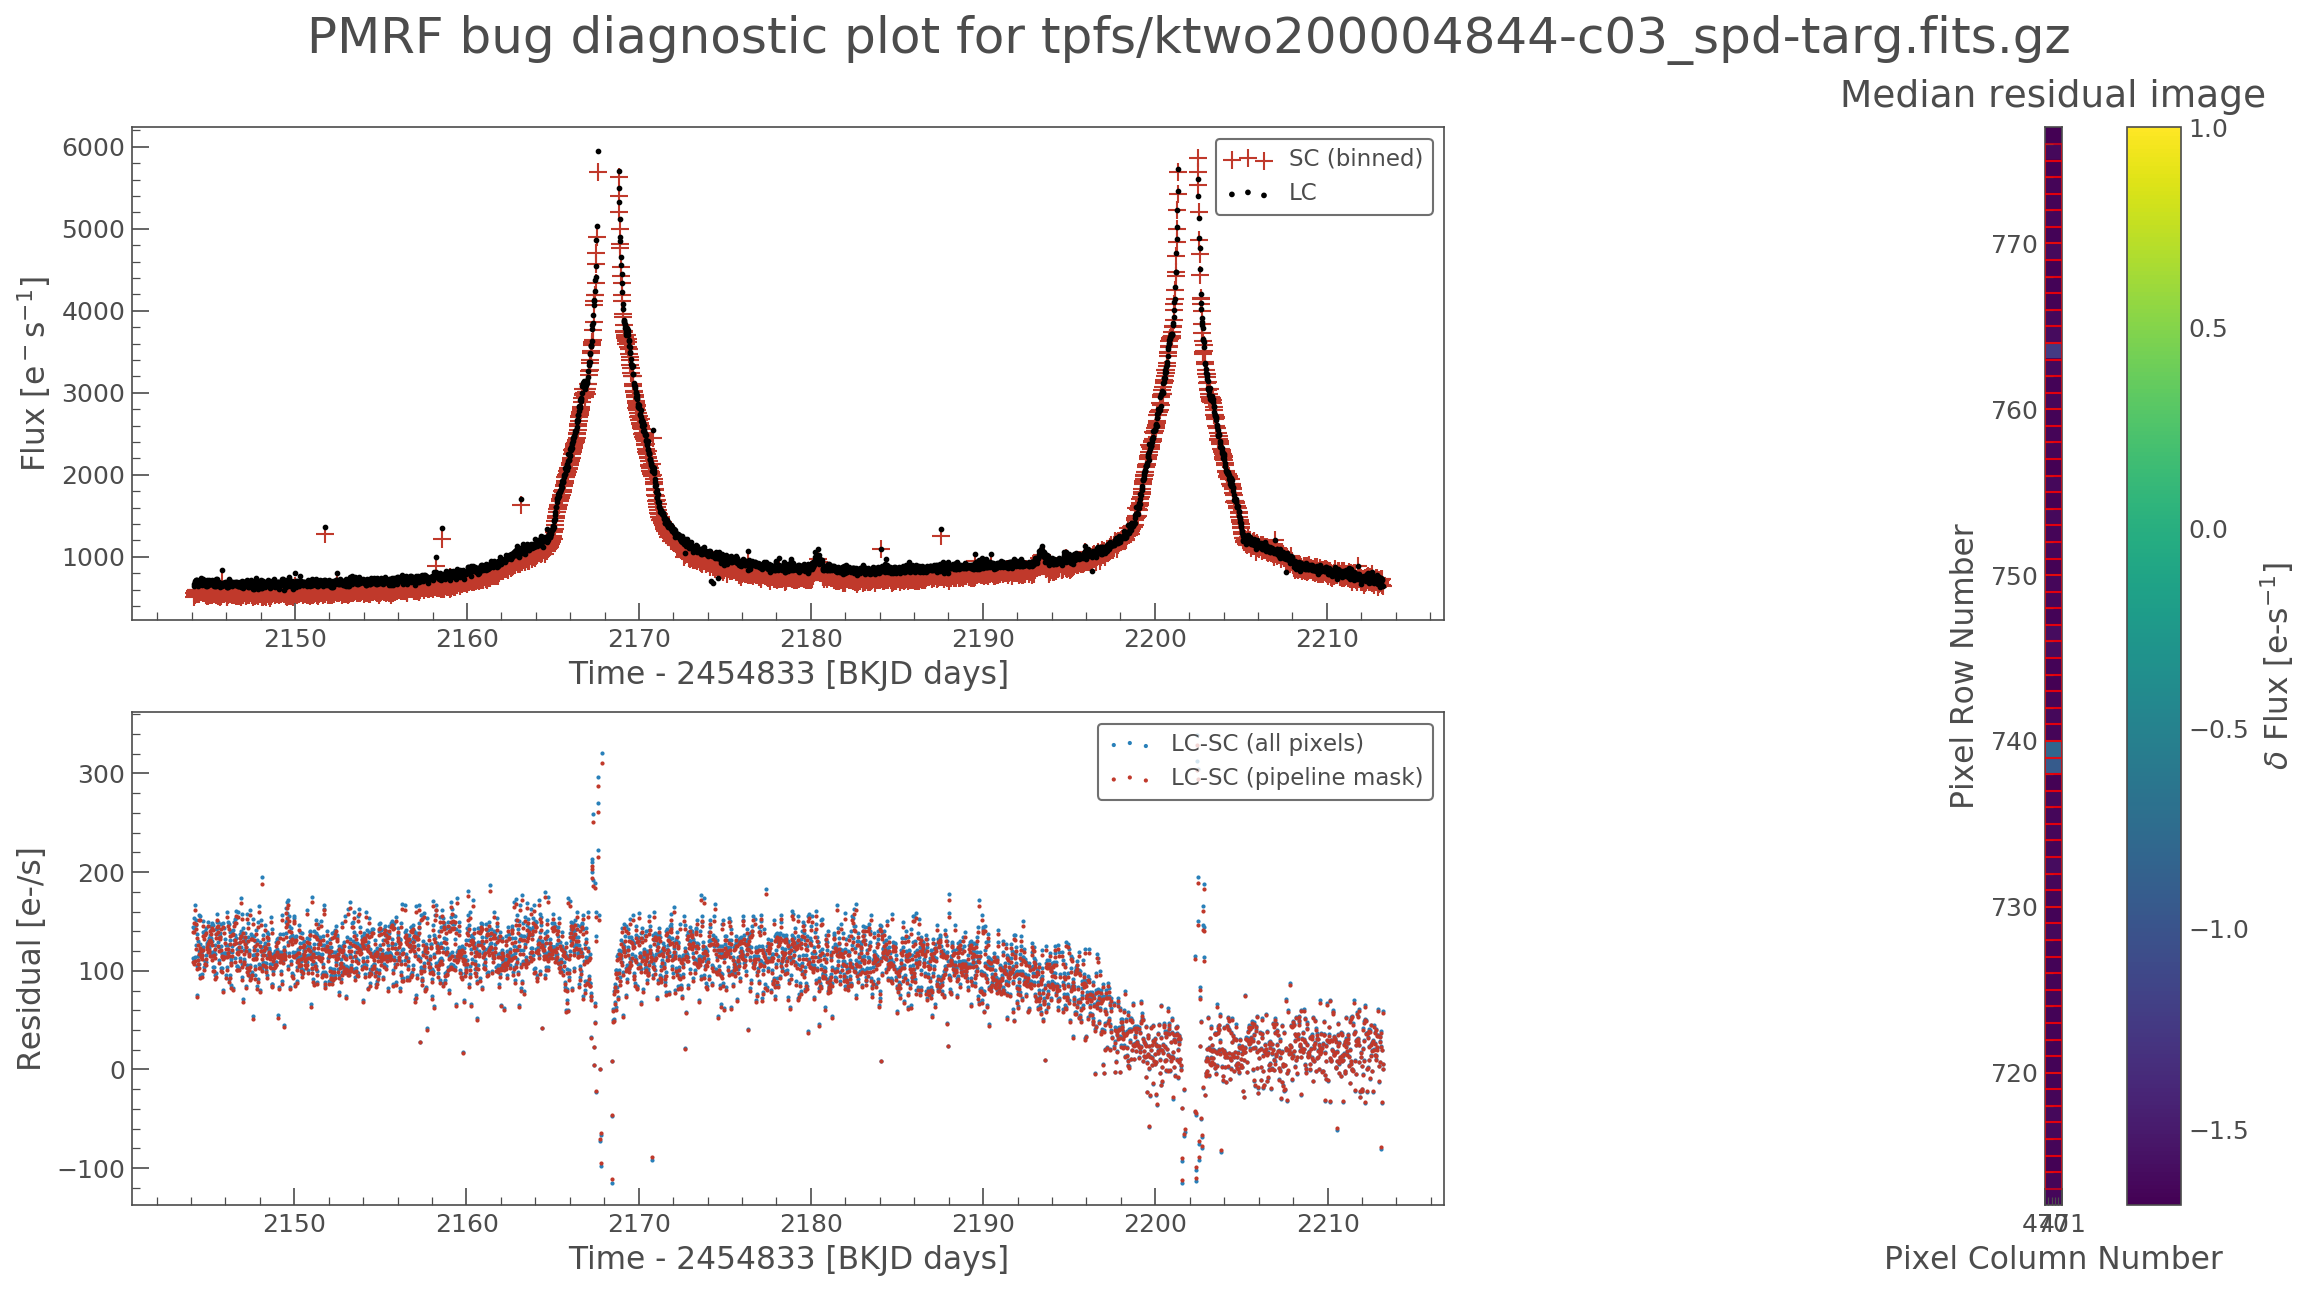 PMRF bug diagnostic plot for tpfs/ktwo200004844-c03_spd-targ.fits.gz
Flux [e⁻ s⁻¹]
6000
5000
4000
3000
2000
1000
SC (binned)
LC
2150 2160 2170 2180 2190 2200 2210
Time - 2454833 [BKJD days]
Residual [e-/s]
300
200
100
0
−100
LC-SC (all pixels)
LC-SC (pipeline mask)
2150 2160 2170 2180 2190 2200 2210
Time - 2454833 [BKJD days]
Median residual image
Pixel Row Number
770
760
750
740
730
720
471
Pixel Column Number
1.0
0.5
0.0
−0.5
−1.0
−1.5
δ Flux [e-s⁻¹]